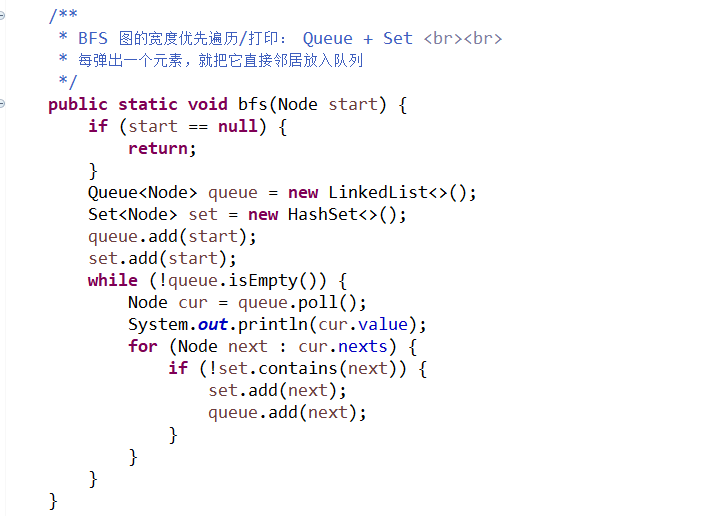 /**
 * BFS 图的宽度优先遍历/打印： Queue + Set <br><br>
 * 每弹出一个元素，就把它直接邻居放入队列
 */
public static void bfs(Node start) {
    if (start == null) {
        return;
    }
    Queue<Node> queue = new LinkedList<>();
    Set<Node> set = new HashSet<>();
    queue.add(start);
    set.add(start);
    while (!queue.isEmpty()) {
        Node cur = queue.poll();
        System.out.println(cur.value);
        for (Node next : cur.nexts) {
            if (!set.contains(next)) {
                set.add(next);
                queue.add(next);
            }
        }
    }
}